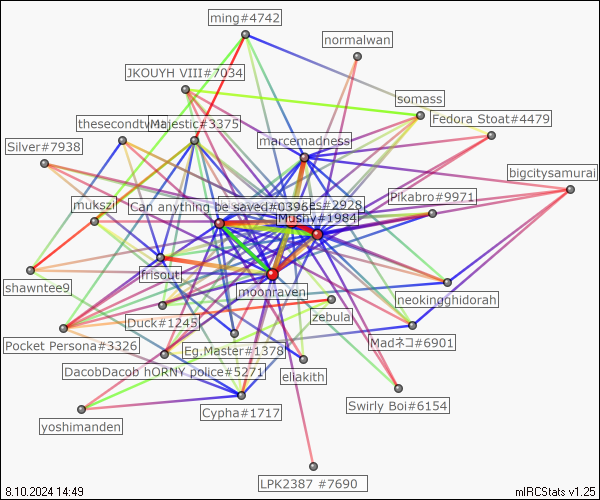 ming#4742
normalwan
JKOUYH VIII#7034
somass
Fedora Stoat#4479
thesecondtw
Majestic#3375
marcemadness
Silver#7938
bigcitysamurai
Pikabro#9971
mukszi
Can anything be saved#0396
es#2928
Mushy#1984
frisout
moonraven
shawntee9
neokingghidorah
zebula
Duck#1245
Pocket Persona#3326
Eg.Master#1378
Madネコ#6901
DacobDacob hORNY police#5271
eliakith
Swirly Boi#6154
Cypha#1717
yoshimanden
LPK2387 #7690
8.10.2024 14:49
mIRCStats v1.25